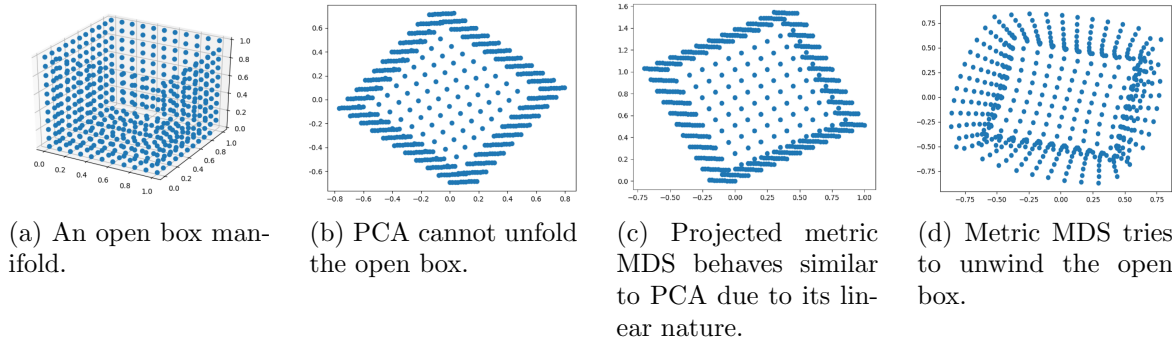 0.0 0.2 0.4 0.6 0.8 1.0
0.0 0.2 0.4 0.6 0.8 1.0
0.0 0.2 0.4 0.6 0.8 1.0
0.6
0.4
0.2
0.0
−0.2
−0.4
−0.6
−0.8 −0.6 −0.4 −0.2 0.0 0.2 0.4 0.6 0.8
1.6
1.4
1.2
1.0
0.8
0.6
0.4
0.2
0.0
−0.75 −0.50 −0.25 0.00 0.25 0.50 0.75 1.00
0.75
0.50
0.25
0.00
−0.25
−0.50
−0.75
−0.75 −0.50 −0.25 0.00 0.25 0.50 0.75
(a) An open box man-
ifold.
(b) PCA cannot unfold
the open box.
(c) Projected metric
MDS behaves similar
to PCA due to its lin-
ear nature.
(d) Metric MDS tries
to unwind the open
box.